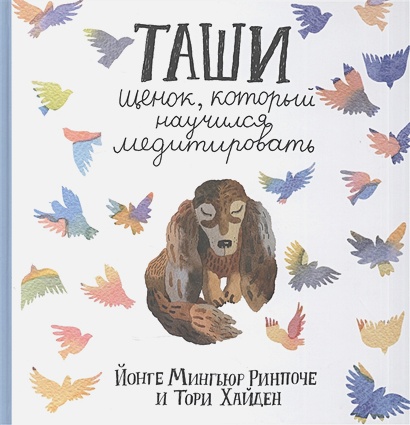 ТАШИ
щенок, который
научился
медитировать
Йонге Мингьюр Ринпоче
и Тори Хайден